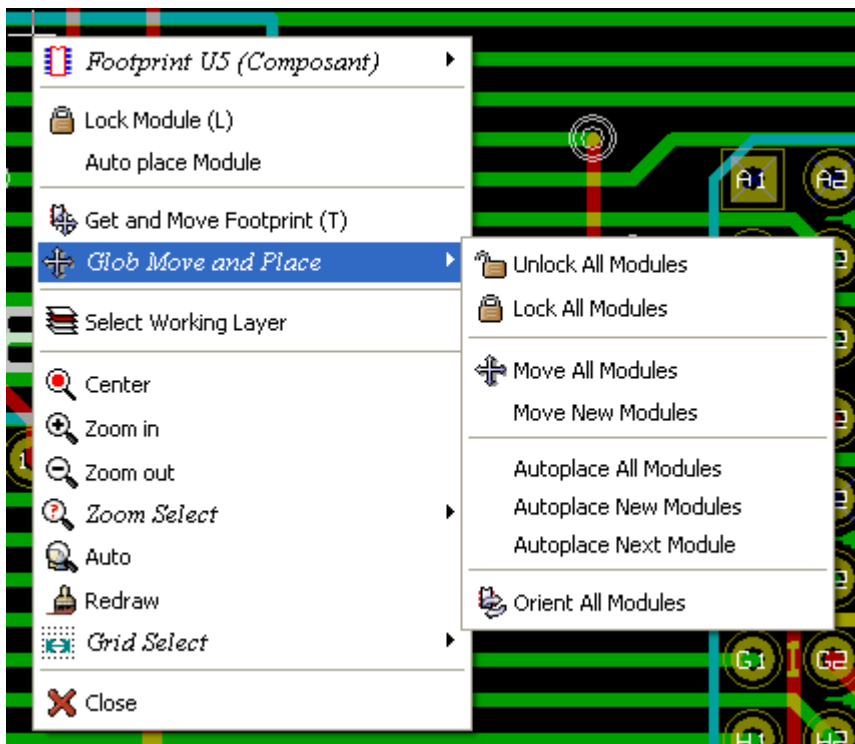 Footprint U5 (Composant)
Lock Module (L)
Auto place Module
Get and Move Footprint (T)
Glob Move and Place
Select Working Layer
Center
Zoom in
Zoom out
Zoom Select
Auto
Redraw
Grid Select
Close
Unlock All Modules
Lock All Modules
Move All Modules
Move New Modules
Autoplace All Modules
Autoplace New Modules
Autoplace Next Module
Orient All Modules
A1 A2
G1 G2
H1 H2
1